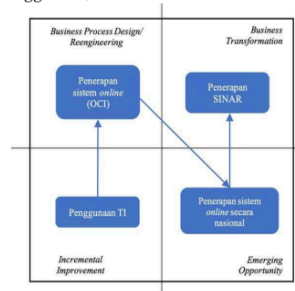 Business Process Design/
Reengineering
Business
Transformation
Penerapan
sistem online
(OCI)
Penerapan
SINAR
Penggunaan TI
Penerapan sistem
online secara
nasional
Incremental
Improvement
Emerging
Opportunity